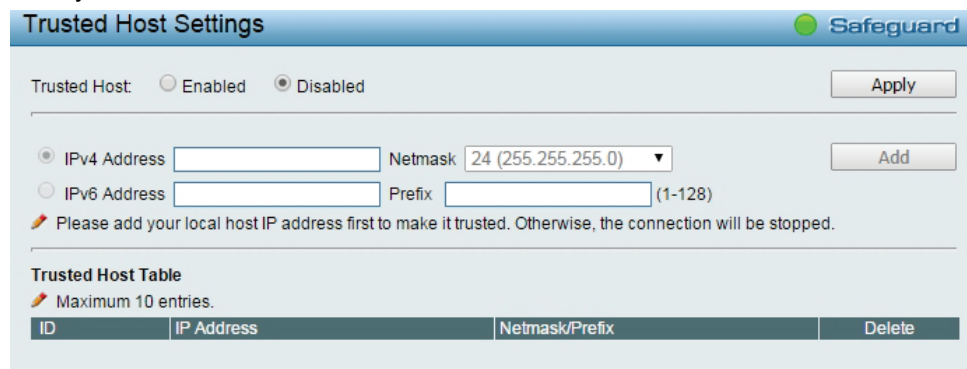 Trusted Host Settings
Safeguard
Trusted Host: Enabled Disabled Apply
IPv4 Address Netmask 24 (255.255.255.0) Add
IPv6 Address Prefix (1-128)
Please add your local host IP address first to make it trusted. Otherwise, the connection will be stopped.
Trusted Host Table
Maximum 10 entries.
ID IP Address Netmask/Prefix Delete